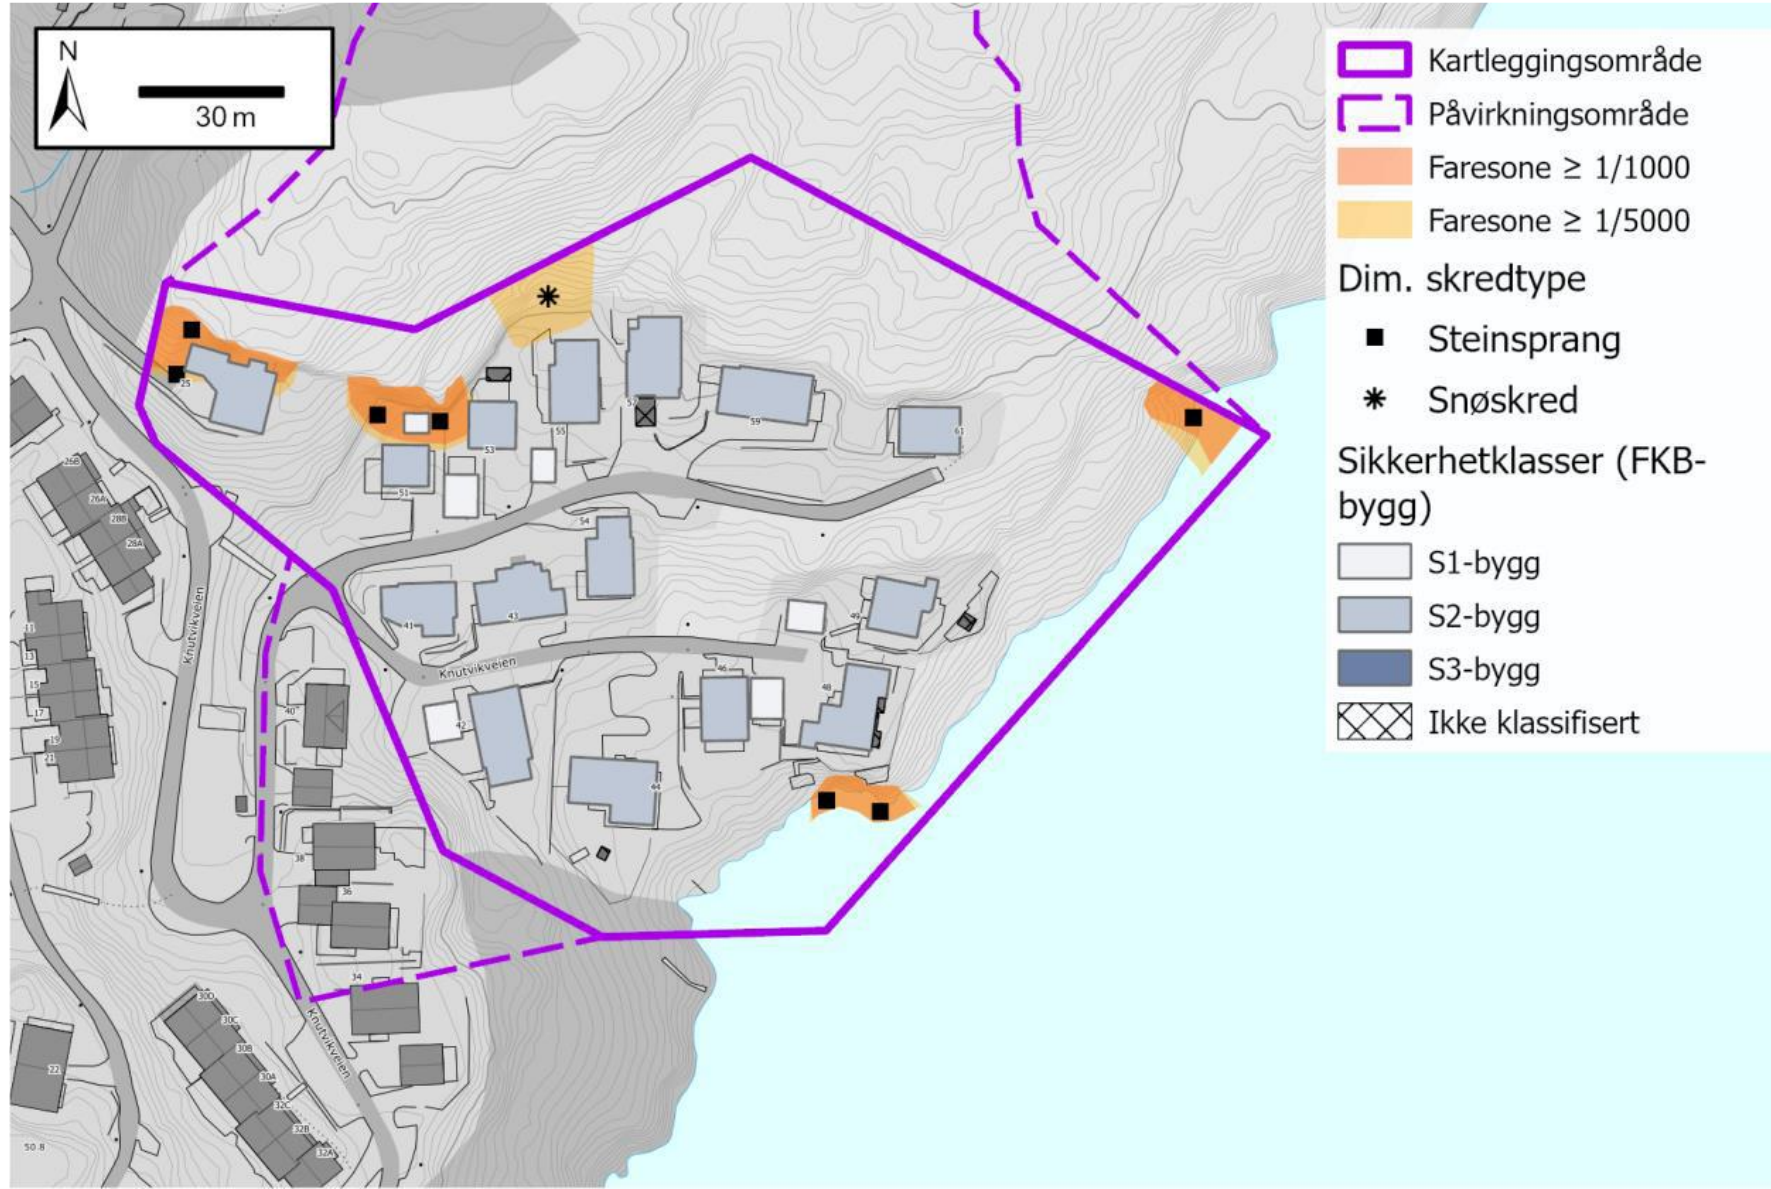 N
30 m
Kartleggingsområde
Påvirkningsområde
Faresone ≥ 1/1000
Faresone ≥ 1/5000
Dim. skredtype
Steinsprang
Snøskred
Sikkerhetklasser (FKB-
bygg)
S1-bygg
S2-bygg
S3-bygg
Ikke klassifisert
25
57
59
61
55
53
51
54
26B
26A
28B
28A
Knutvikveien
41
43
49
11
13
15
17
19
21
Knutvikveien
46
48
40
42
44
38
36
34
30D
30C
30B
30A
32C
32B
32A
Knutvikveien
22
50.8